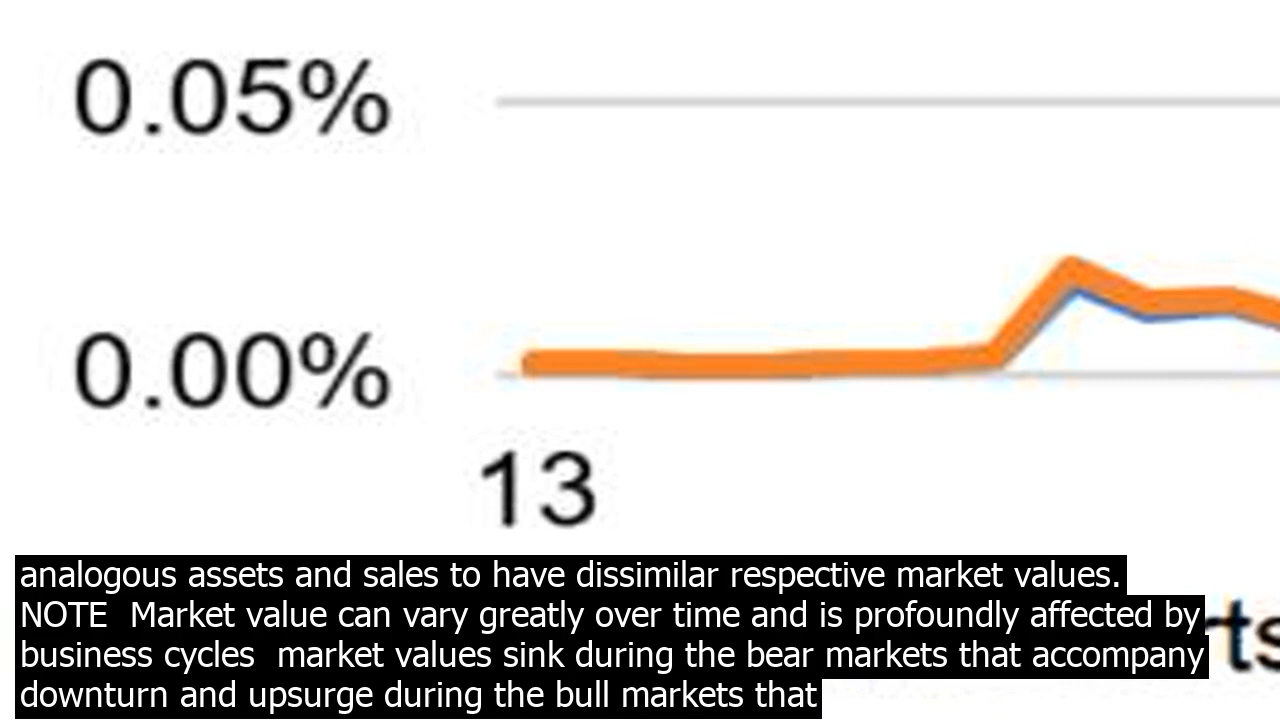 0.05%
0.00%
13
analogous assets and sales to have dissimilar respective market values.
NOTE  Market value can vary greatly over time and is profoundly affected by
business cycles  market values sink during the bear markets that accompany
downturn and upsurge during the bull markets that